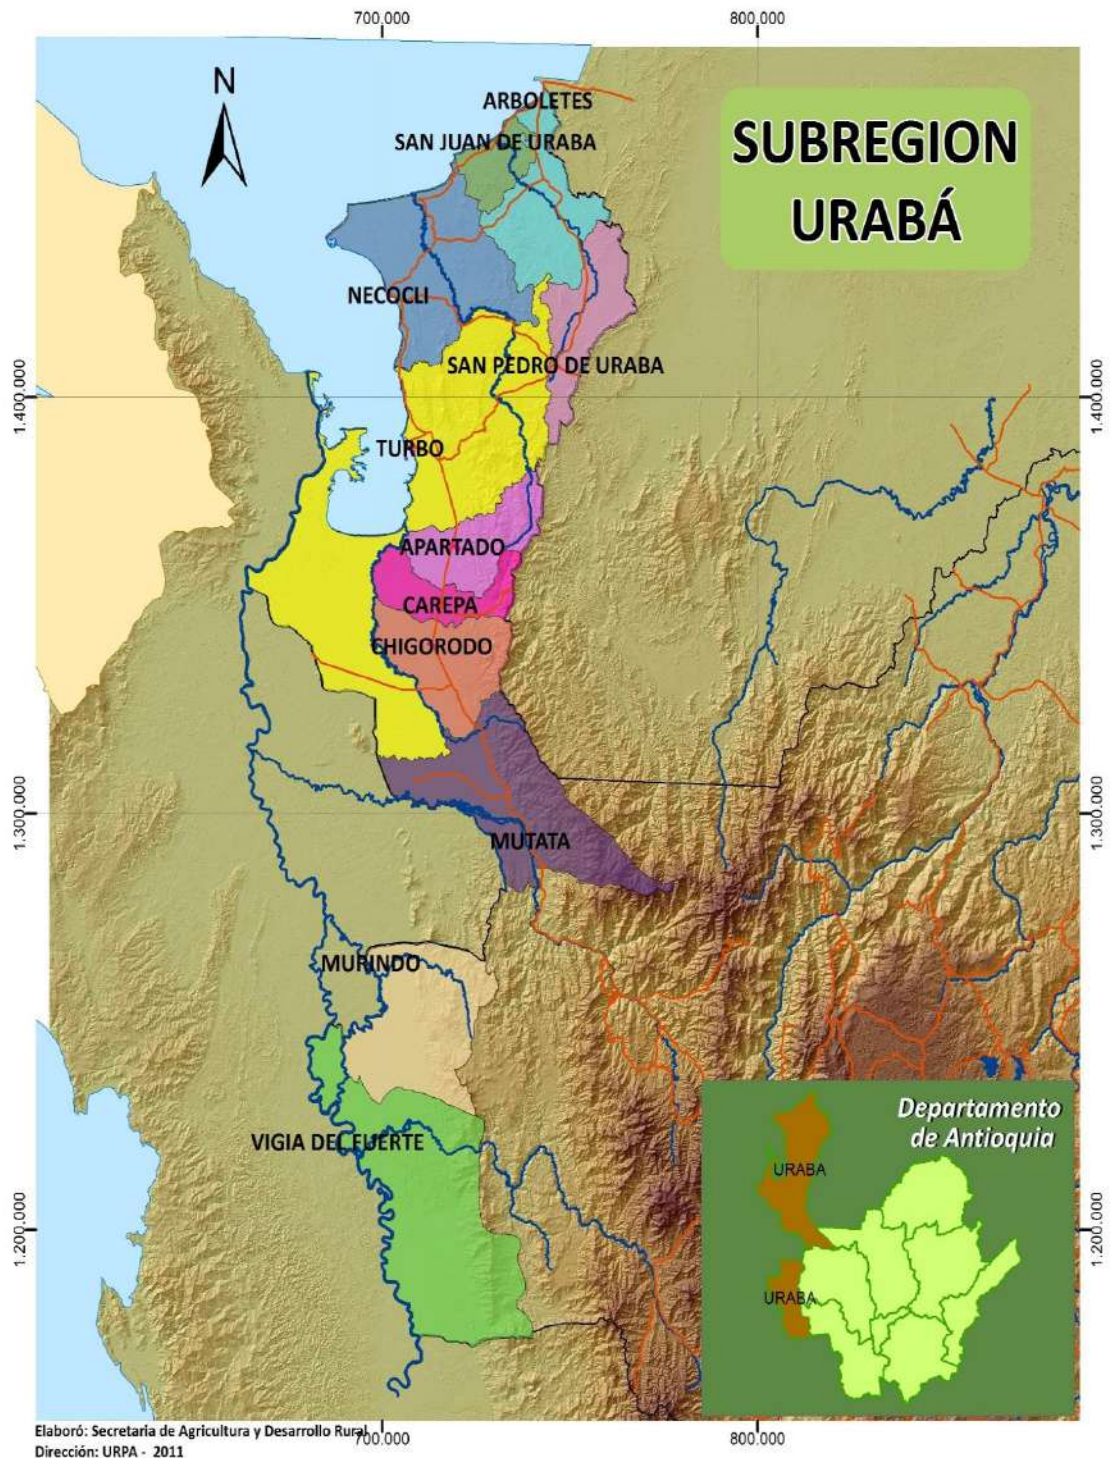 700.000
800.000
N
ARBOLETES
SAN JUAN DE URABA
SUBREGION
URABÁ
NECOCLI
SAN PEDRO DE URABA
1.400.000
1.400.000
TURBO
APARTADO
CAREPA
CHIGORODO
1.300.000
1.300.000
MUTATA
MURINDO
VIGIA DEL FUERTE
Departamento
de Antioquia
URABA
URABA
1.200.000
1.200.000
Elaboró: Secretaria de Agricultura y Desarrollo Rural
Dirección: URPA - 2011
700.000
800.000